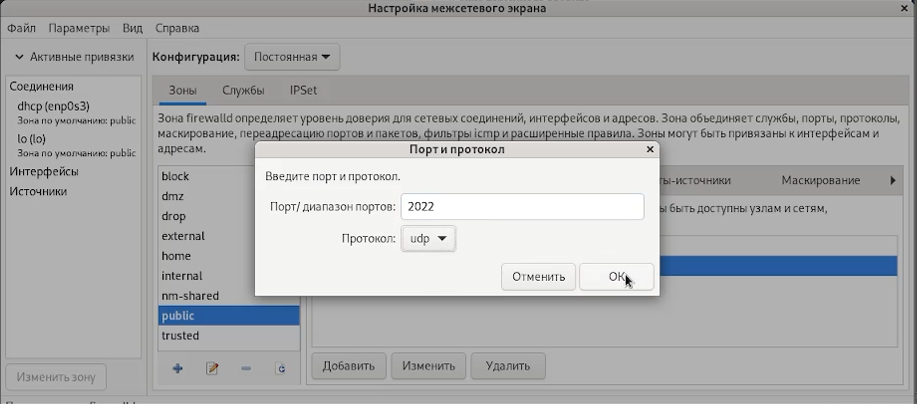 Настройка межсетевого экрана
Файл Параметры Вид Справка
Активные привязки
Конфигурация: Постоянная
Соединения
dhcp (enp0s3)
Зона по умолчанию: public
lo (lo)
Зона по умолчанию: public
Интерфейсы
Источники
Изменить зону
Зоны Службы IPSet
Зона firewalld определяет уровень доверия для сетевых соединений, интерфейсов и адресов. Зона объединяет службы, порты, протоколы,
маскирование, переадресацию портов и пакетов, фильтры icmp и расширенные правила. Зоны могут быть привязаны к интерфейсам и
адресам.
block
dmz
drop
external
home
internal
nm-shared
public
trusted
ты-источники Маскирование
ы быть доступны узлам и сетям,
Порт и протокол
Введите порт и протокол.
Порт/ диапазон портов: 2022
Протокол: udp
Отменить OK
Добавить Изменить Удалить